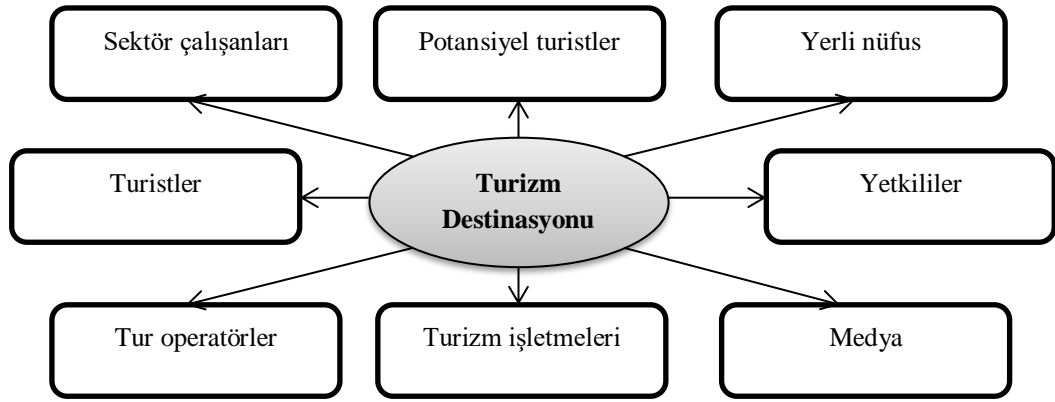 Sektör çalışanları
Potansiyel turistler
Yerli nüfus
Turistler
Turizm
Destinasyonu
Yetkililer
Tur operatörler
Turizm işletmeleri
Medya